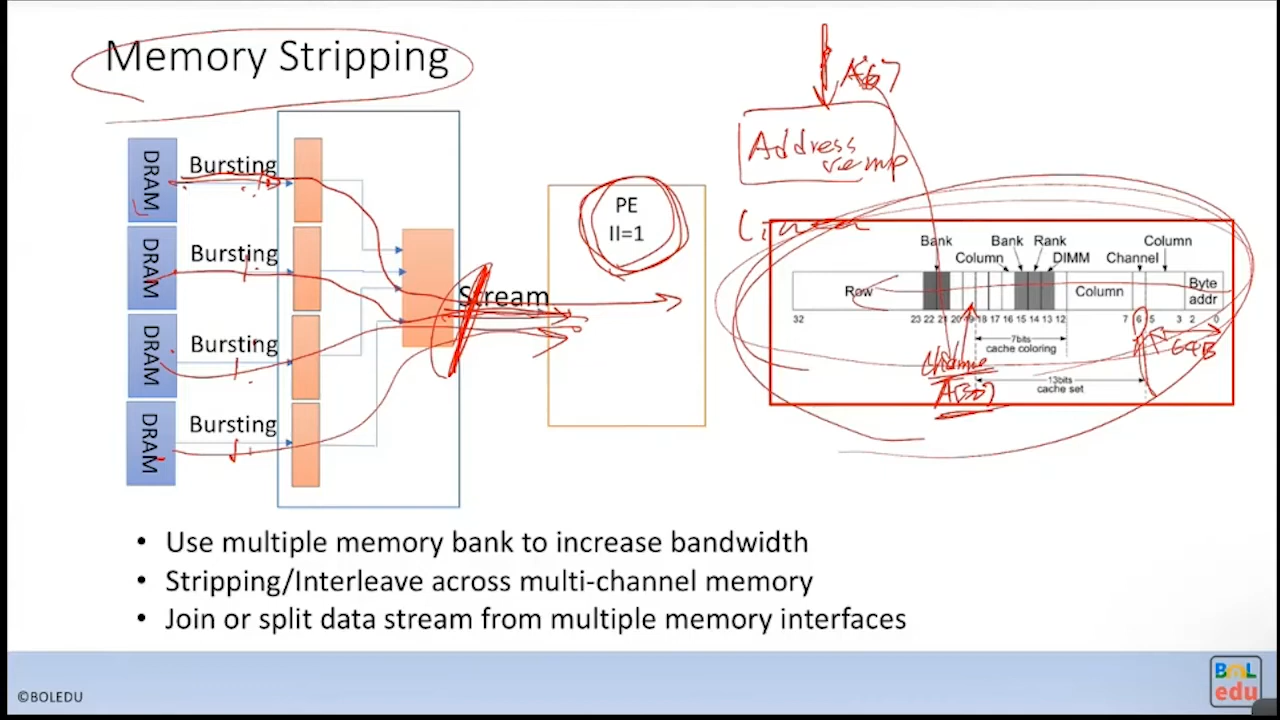 Memory Stripping
DRAM
Bursting
DRAM
Bursting
DRAM
Bursting
DRAM
Bursting
Stream
PE
II=1
Address
remap
Bank
Bank
Rank
Column
Column
DIMM
Channel
Row
Column
Byte
addr
32
23 22 21 20 19 18 17 16 15 14 13 12
7 6 5 3 2 0
7bits
cache coloring
13bits
cache set
64B
• Use multiple memory bank to increase bandwidth
• Stripping/Interleave across multi-channel memory
• Join or split data stream from multiple memory interfaces
©BOLEDU
BOL
edu